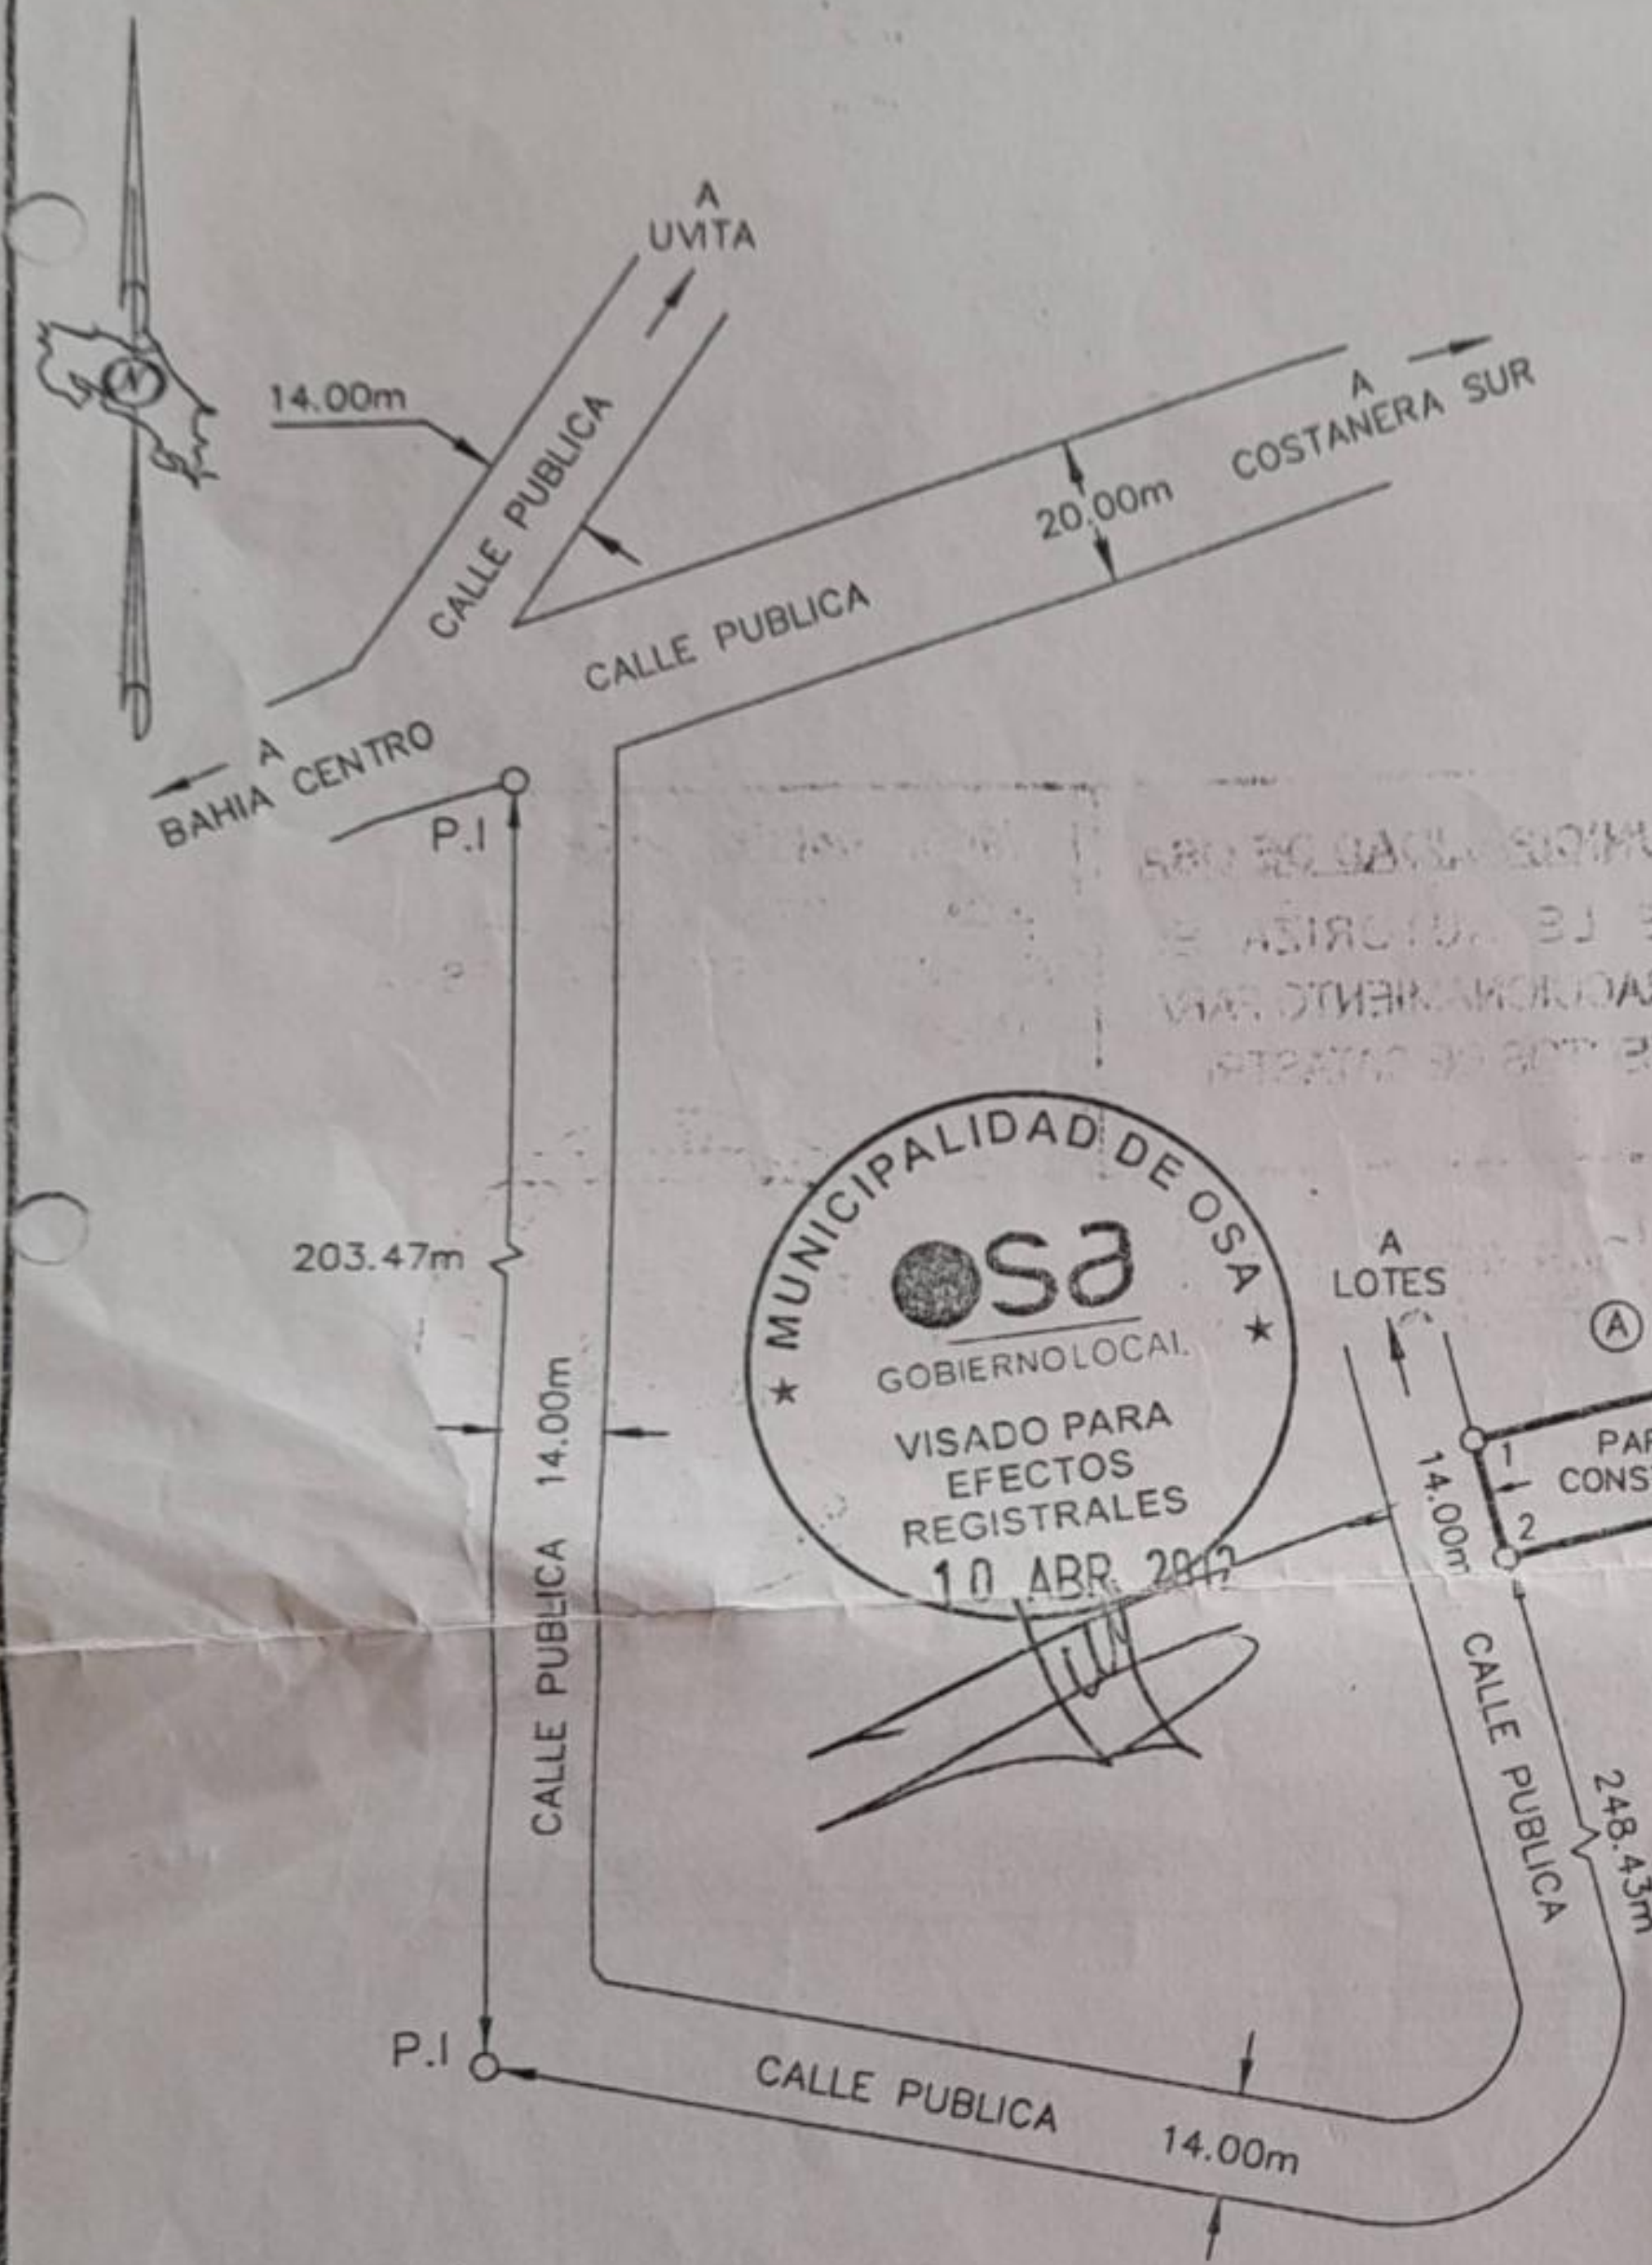 A
UVITA
14.00m
CALLE PUBLICA
A
COSTANERA SUR
20.00m
CALLE PUBLICA
N
A
BAHIA CENTRO
P.I
203.47m
CALLE PUBLICA 14.00m
★ MUNICIPALIDAD DE OSA ★
osa
GOBIERNO LOCAL
VISADO PARA
EFECTOS
REGISTRALES
10 ABR
A
LOTES
A
1
14.00m
2
CALLE PUBLICA
248.43m
P.I
CALLE PUBLICA
14.00m